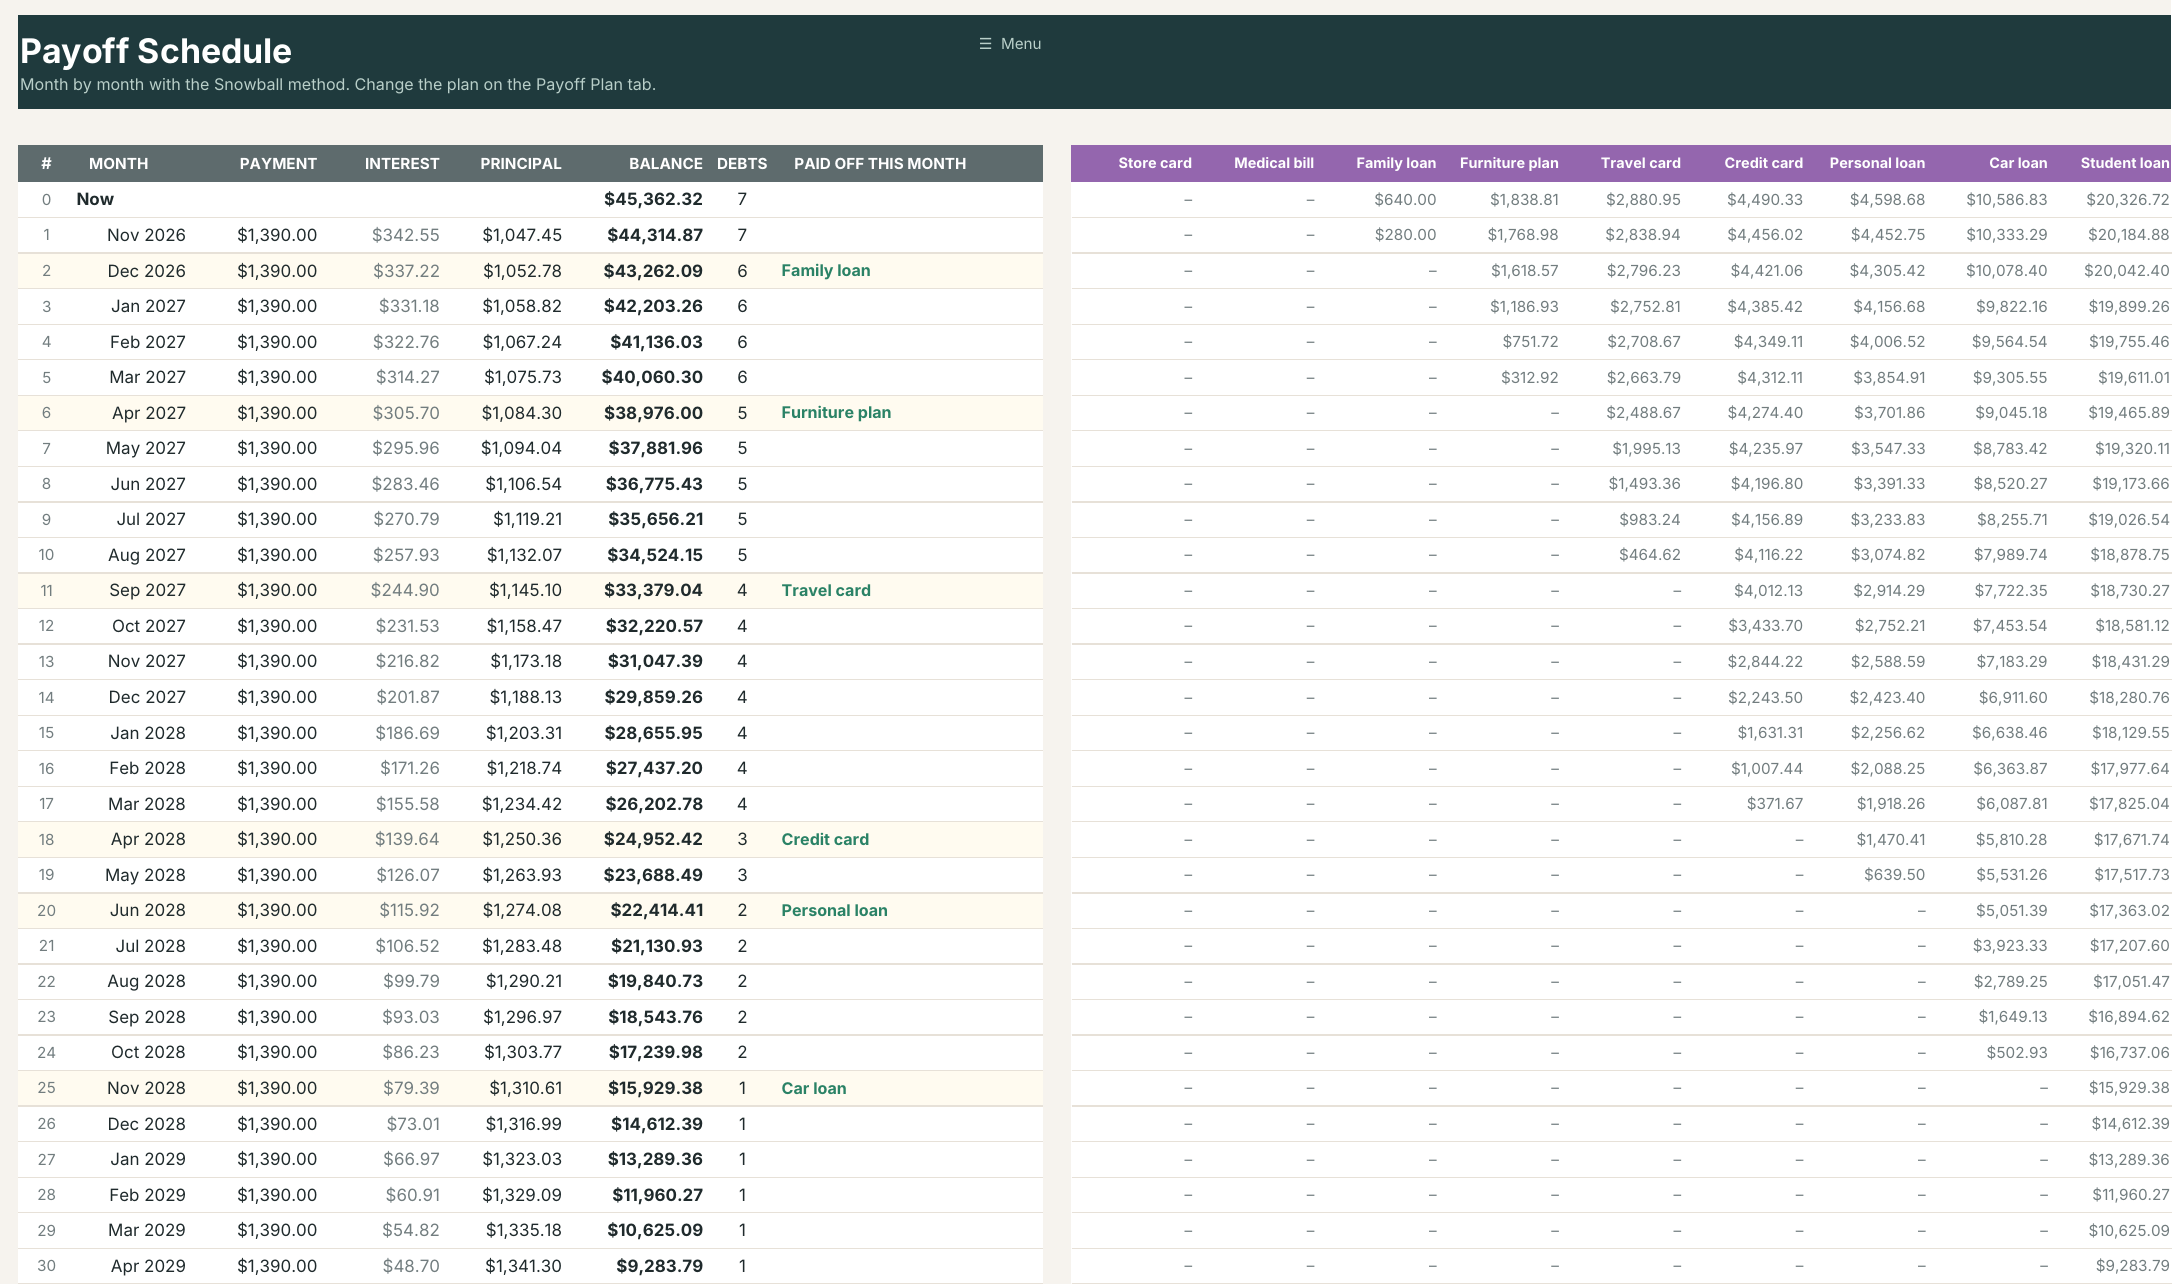 Payoff Schedule
☰ Menu
Month by month with the Snowball method. Change the plan on the Payoff Plan tab.
# MONTH PAYMENT INTEREST PRINCIPAL BALANCE DEBTS PAID OFF THIS MONTH Store card Medical bill Family loan Furniture plan Travel card Credit card Personal loan Car loan Student loan
0 Now $45,362.32 7 – – $640.00 $1,838.81 $2,880.95 $4,490.33 $4,598.68 $10,586.83 $20,326.72
1 Nov 2026 $1,390.00 $342.55 $1,047.45 $44,314.87 7 – – $280.00 $1,768.98 $2,838.94 $4,456.02 $4,452.75 $10,333.29 $20,184.88
2 Dec 2026 $1,390.00 $337.22 $1,052.78 $43,262.09 6 Family loan – – – $1,618.57 $2,796.23 $4,421.06 $4,305.42 $10,078.40 $20,042.40
3 Jan 2027 $1,390.00 $331.18 $1,058.82 $42,203.26 6 – – – $1,186.93 $2,752.81 $4,385.42 $4,156.68 $9,822.16 $19,899.26
4 Feb 2027 $1,390.00 $322.76 $1,067.24 $41,136.03 6 – – – $751.72 $2,708.67 $4,349.11 $4,006.52 $9,564.54 $19,755.46
5 Mar 2027 $1,390.00 $314.27 $1,075.73 $40,060.30 6 – – – $312.92 $2,663.79 $4,312.11 $3,854.91 $9,305.55 $19,611.01
6 Apr 2027 $1,390.00 $305.70 $1,084.30 $38,976.00 5 Furniture plan – – – – $2,488.67 $4,274.40 $3,701.86 $9,045.18 $19,465.89
7 May 2027 $1,390.00 $295.96 $1,094.04 $37,881.96 5 – – – – $1,995.13 $4,235.97 $3,547.33 $8,783.42 $19,320.11
8 Jun 2027 $1,390.00 $283.46 $1,106.54 $36,775.43 5 – – – – $1,493.36 $4,196.80 $3,391.33 $8,520.27 $19,173.66
9 Jul 2027 $1,390.00 $270.79 $1,119.21 $35,656.21 5 – – – – $983.24 $4,156.89 $3,233.83 $8,255.71 $19,026.54
10 Aug 2027 $1,390.00 $257.93 $1,132.07 $34,524.15 5 – – – – $464.62 $4,116.22 $3,074.82 $7,989.74 $18,878.75
11 Sep 2027 $1,390.00 $244.90 $1,145.10 $33,379.04 4 Travel card – – – – – $4,012.13 $2,914.29 $7,722.35 $18,730.27
12 Oct 2027 $1,390.00 $231.53 $1,158.47 $32,220.57 4 – – – – – $3,433.70 $2,752.21 $7,453.54 $18,581.12
13 Nov 2027 $1,390.00 $216.82 $1,173.18 $31,047.39 4 – – – – – $2,844.22 $2,588.59 $7,183.29 $18,431.29
14 Dec 2027 $1,390.00 $201.87 $1,188.13 $29,859.26 4 – – – – – $2,243.50 $2,423.40 $6,911.60 $18,280.76
15 Jan 2028 $1,390.00 $186.69 $1,203.31 $28,655.95 4 – – – – – $1,631.31 $2,256.62 $6,638.46 $18,129.55
16 Feb 2028 $1,390.00 $171.26 $1,218.74 $27,437.20 4 – – – – – $1,007.44 $2,088.25 $6,363.87 $17,977.64
17 Mar 2028 $1,390.00 $155.58 $1,234.42 $26,202.78 4 – – – – – $371.67 $1,918.26 $6,087.81 $17,825.04
18 Apr 2028 $1,390.00 $139.64 $1,250.36 $24,952.42 3 Credit card – – – – – – $1,470.41 $5,810.28 $17,671.74
19 May 2028 $1,390.00 $126.07 $1,263.93 $23,688.49 3 – – – – – – $639.50 $5,531.26 $17,517.73
20 Jun 2028 $1,390.00 $115.92 $1,274.08 $22,414.41 2 Personal loan – – – – – – – $5,051.39 $17,363.02
21 Jul 2028 $1,390.00 $106.52 $1,283.48 $21,130.93 2 – – – – – – – $3,923.33 $17,207.60
22 Aug 2028 $1,390.00 $99.79 $1,290.21 $19,840.73 2 – – – – – – – $2,789.25 $17,051.47
23 Sep 2028 $1,390.00 $93.03 $1,296.97 $18,543.76 2 – – – – – – – $1,649.13 $16,894.62
24 Oct 2028 $1,390.00 $86.23 $1,303.77 $17,239.98 2 – – – – – – – $502.93 $16,737.06
25 Nov 2028 $1,390.00 $79.39 $1,310.61 $15,929.38 1 Car loan – – – – – – – – $15,929.38
26 Dec 2028 $1,390.00 $73.01 $1,316.99 $14,612.39 1 – – – – – – – – $14,612.39
27 Jan 2029 $1,390.00 $66.97 $1,323.03 $13,289.36 1 – – – – – – – – $13,289.36
28 Feb 2029 $1,390.00 $60.91 $1,329.09 $11,960.27 1 – – – – – – – – $11,960.27
29 Mar 2029 $1,390.00 $54.82 $1,335.18 $10,625.09 1 – – – – – – – – $10,625.09
30 Apr 2029 $1,390.00 $48.70 $1,341.30 $9,283.79 1 – – – – – – – – $9,283.79